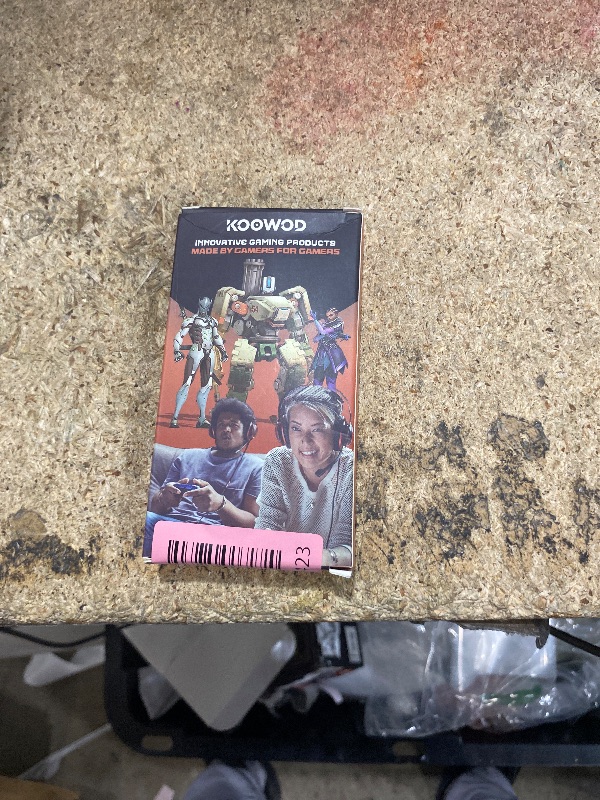 KOOWOD
INNOVATIVE GAMING PRODUCTS
MADE BY GAMERS FOR GAMERS
23